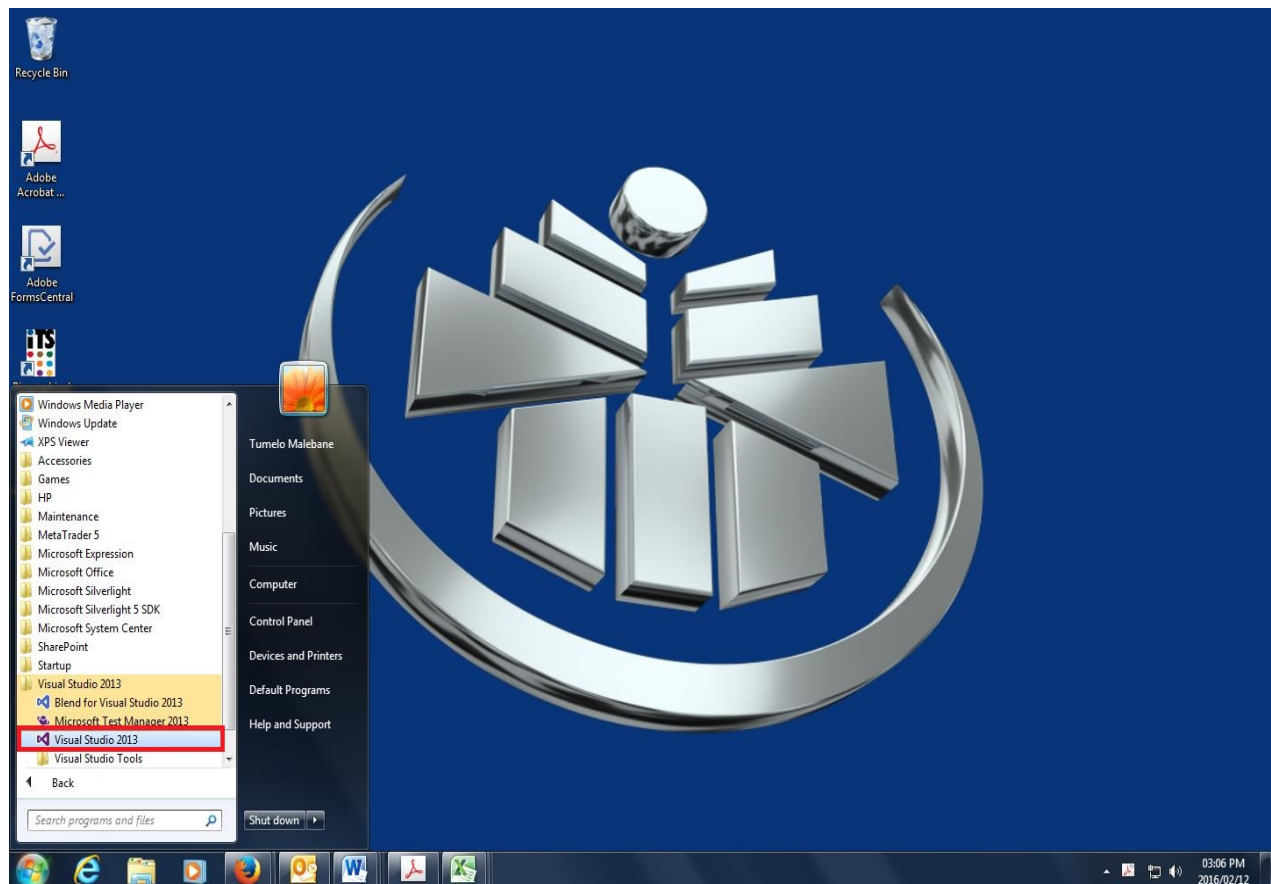 Recycle Bin
Adobe
Acrobat ...
Adobe
FormsCentral
iTS
Windows Media Player
Windows Update
XPS Viewer
Accessories
Games
HP
Maintenance
MetaTrader 5
Microsoft Expression
Microsoft Office
Microsoft Silverlight
Microsoft Silverlight 5 SDK
Microsoft System Center
SharePoint
Startup
Visual Studio 2013
Blend for Visual Studio 2013
Microsoft Test Manager 2013
Visual Studio 2013
Visual Studio Tools
Back
Search programs and files
Tumelo Malebane
Documents
Pictures
Music
Computer
Control Panel
Devices and Printers
Default Programs
Help and Support
Shut down
03:06 PM
2016/02/12